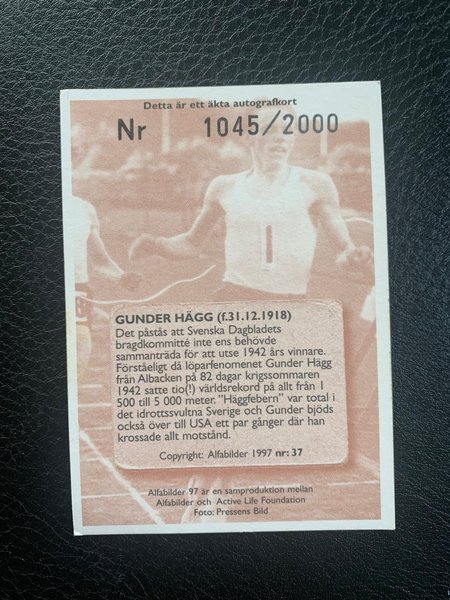 Detta är ett äkta autografkort
Nr 1045/2000
GUNDER HÄGG (f.31.12.1918)
Det påstås att Svenska Dagbladets
bragdkommitté inte ens behövde
sammanträda för att utse 1942 års vinnare.
Förståeligt då löparfenomenet Gunder Hägg
från Albacken på 82 dagar krigssommaren
1942 satte tio(!) världsrekord på allt från 1
500 till 5 000 meter. "Häggfebern" var total i
det idrottssvultna Sverige och Gunder bjöds
också över till USA ett par gånger där han
krossade allt motstånd.
Copyright: Alfabilder 1997 nr: 37
Alfabilder 97 är en samproduktion mellan
Alfabilder och Active Life Foundation
Foto: Pressens Bild